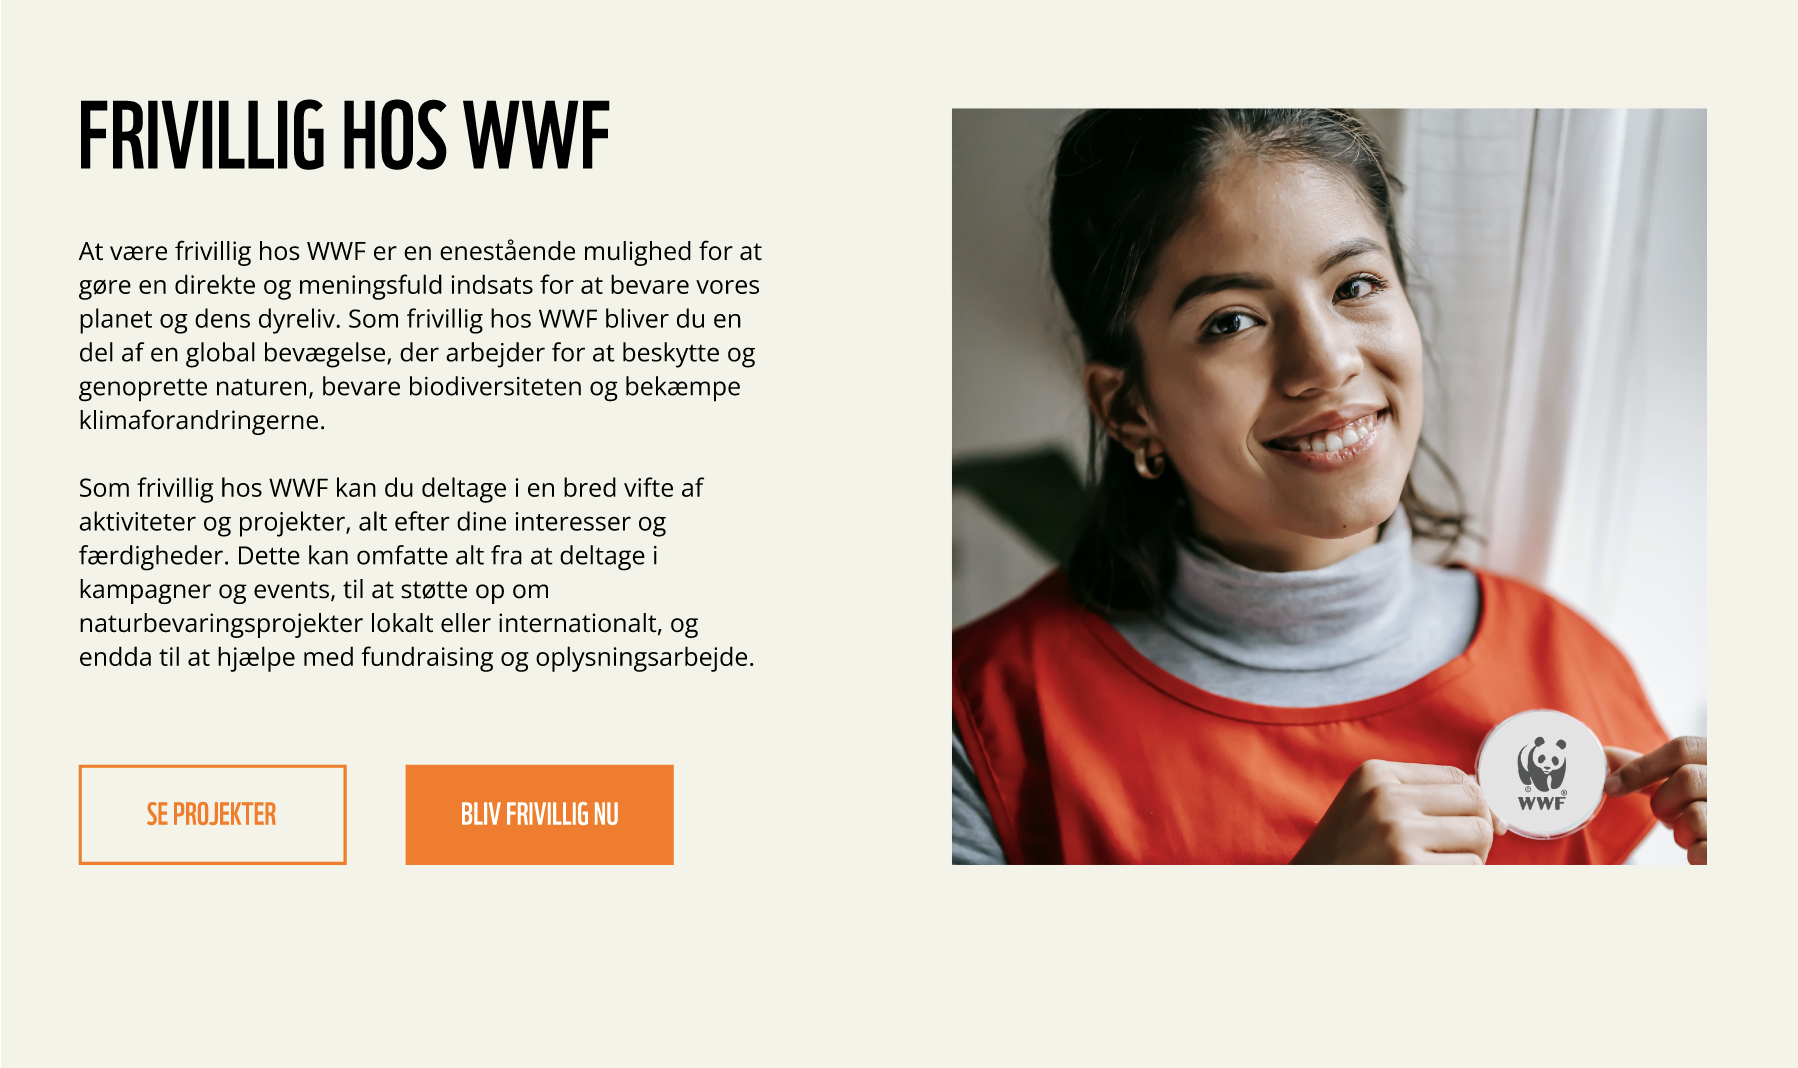 FRIVILLIG HOS WWF
At være frivillig hos WWF er en enestående mulighed for at
gøre en direkte og meningsfuld indsats for at bevare vores
planet og dens dyreliv. Som frivillig hos WWF bliver du en
del af en global bevægelse, der arbejder for at beskytte og
genoprette naturen, bevare biodiversiteten og bekæmpe
klimaforandringerne.
Som frivillig hos WWF kan du deltage i en bred vifte af
aktiviteter og projekter, alt efter dine interesser og
færdigheder. Dette kan omfatte alt fra at deltage i
kampagner og events, til at støtte op om
naturbevaringsprojekter lokalt eller internationalt, og
endda til at hjælpe med fundraising og oplysningsarbejde.
SE PROJEKTER
BLIV FRIVILLIG NU
© ®
WWF